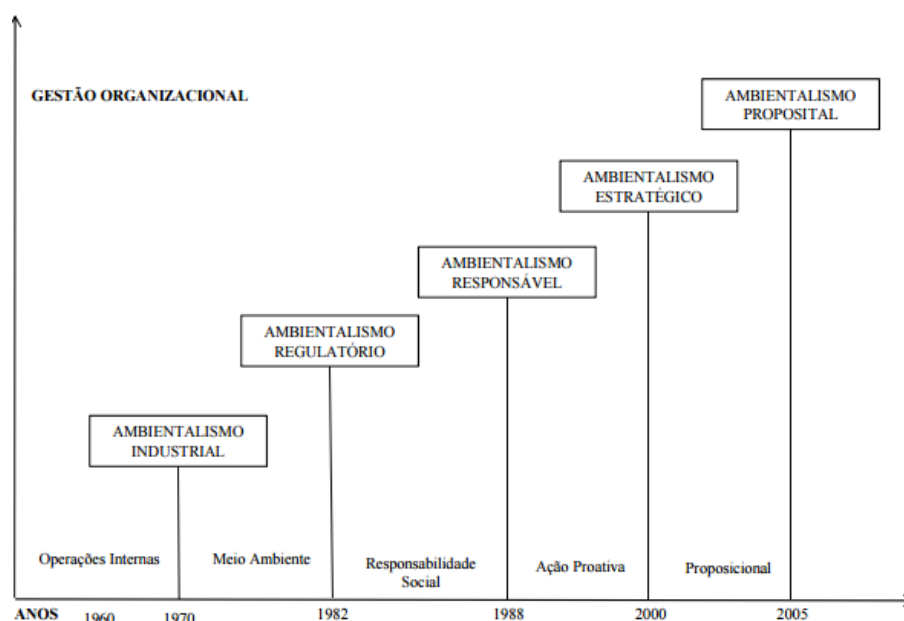 GESTÃO ORGANIZACIONAL
AMBIENTALISMO
PROPOSITAL
AMBIENTALISMO
ESTRATÉGICO
AMBIENTALISMO
RESPONSÁVEL
AMBIENTALISMO
REGULATÓRIO
AMBIENTALISMO
INDUSTRIAL
Operações Internas
Meio Ambiente
Responsabilidade
Social
Ação Proativa
Proposicional
ANOS
1960
1970
1982
1988
2000
2005